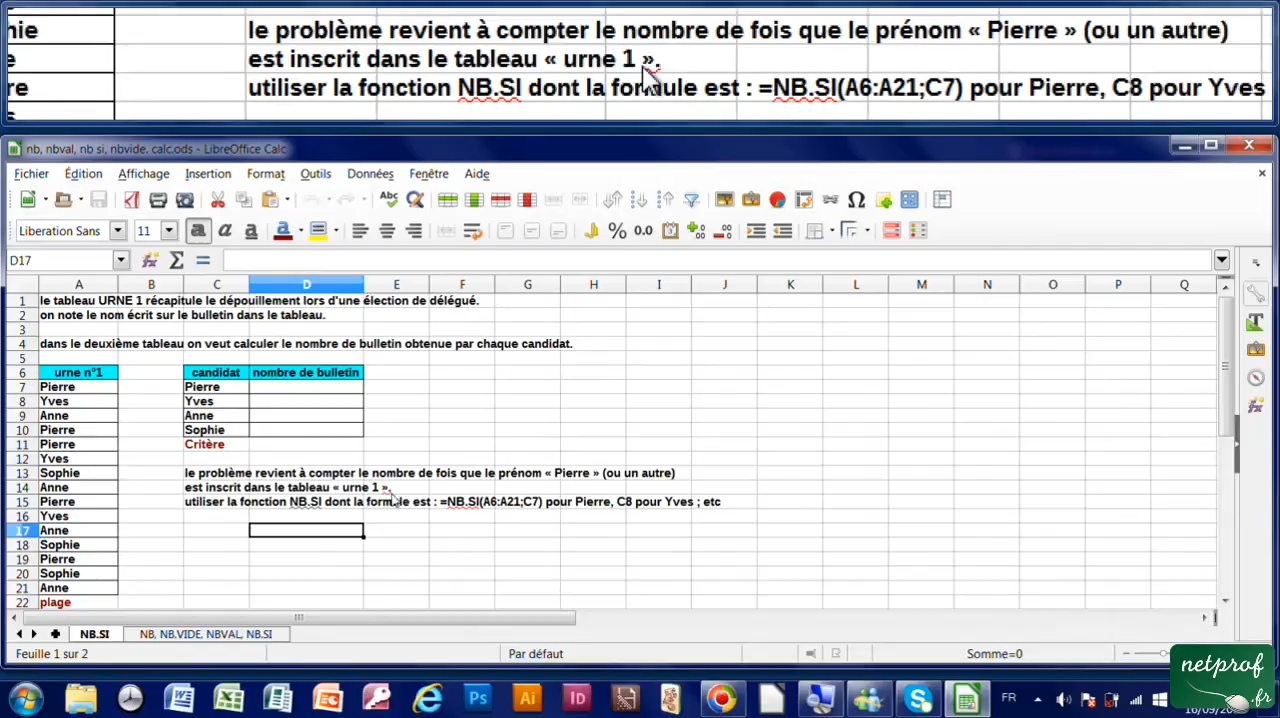 nie
le problème revient à compter le nombre de fois que le prénom « Pierre » (ou un autre)
e
est inscrit dans le tableau « urne 1 ».
re
utiliser la fonction NB.SI dont la formule est : =NB.SI(A6:A21;C7) pour Pierre, C8 pour Yves
nb, nbval, nb si, nbvide. calc.ods - LibreOffice Calc
Fichier Édition Affichage Insertion Format Outils Données Fenêtre Aide
Liberation Sans 11
D17
A B C D E F G H I J K L M N O P Q
1 le tableau URNE 1 récapitule le dépouillement lors d'une élection de délégué.
2 on note le nom écrit sur le bulletin dans le tableau.
3
4 dans le deuxième tableau on veut calculer le nombre de bulletin obtenue par chaque candidat.
5
6 urne n°1 candidat nombre de bulletin
7 Pierre Pierre
8 Yves Yves
9 Anne Anne
10 Pierre Sophie
11 Pierre Critère
12 Yves
13 Sophie le problème revient à compter le nombre de fois que le prénom « Pierre » (ou un autre)
14 Anne est inscrit dans le tableau « urne 1 ».
15 Pierre utiliser la fonction NB.SI dont la formule est : =NB.SI(A6:A21;C7) pour Pierre, C8 pour Yves ; etc
16 Yves
17 Anne
18 Sophie
19 Pierre
20 Sophie
21 Anne
22 plage
NB.SI NB, NB.VIDE, NBVAL, NB.SI
Feuille 1 sur 2 Par défaut Somme=0
netprof
.fr
Ps Ai Id FR